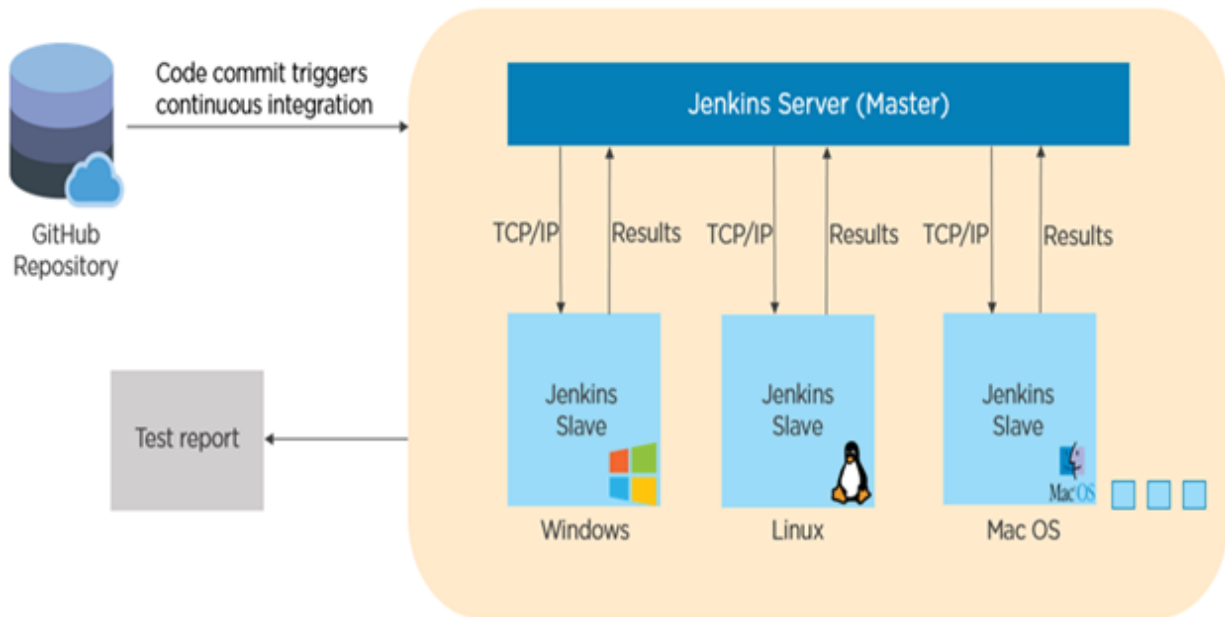 Code commit triggers
continuous integration
GitHub
Repository
Test report
Jenkins Server (Master)
TCP/IP
Results
TCP/IP
Results
TCP/IP
Results
Jenkins
Slave
Jenkins
Slave
Jenkins
Slave
Mac OS
Windows
Linux
Mac OS